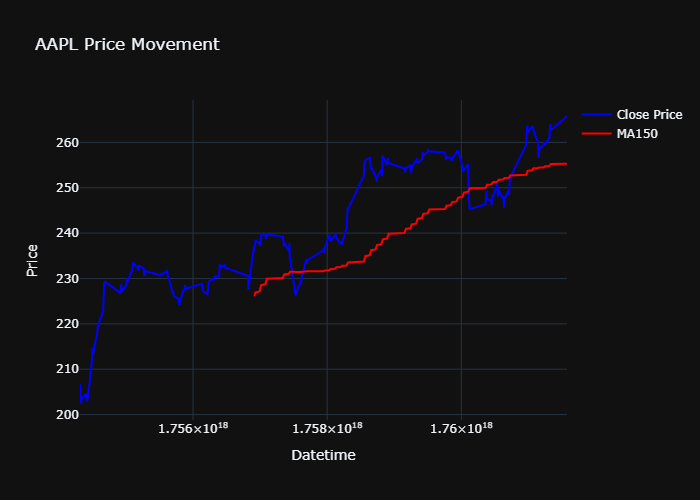 AAPL Price Movement
Close Price
MA150
260
250
240
230
220
210
200
Price
1.756×10¹⁸
1.758×10¹⁸
1.76×10¹⁸
Datetime